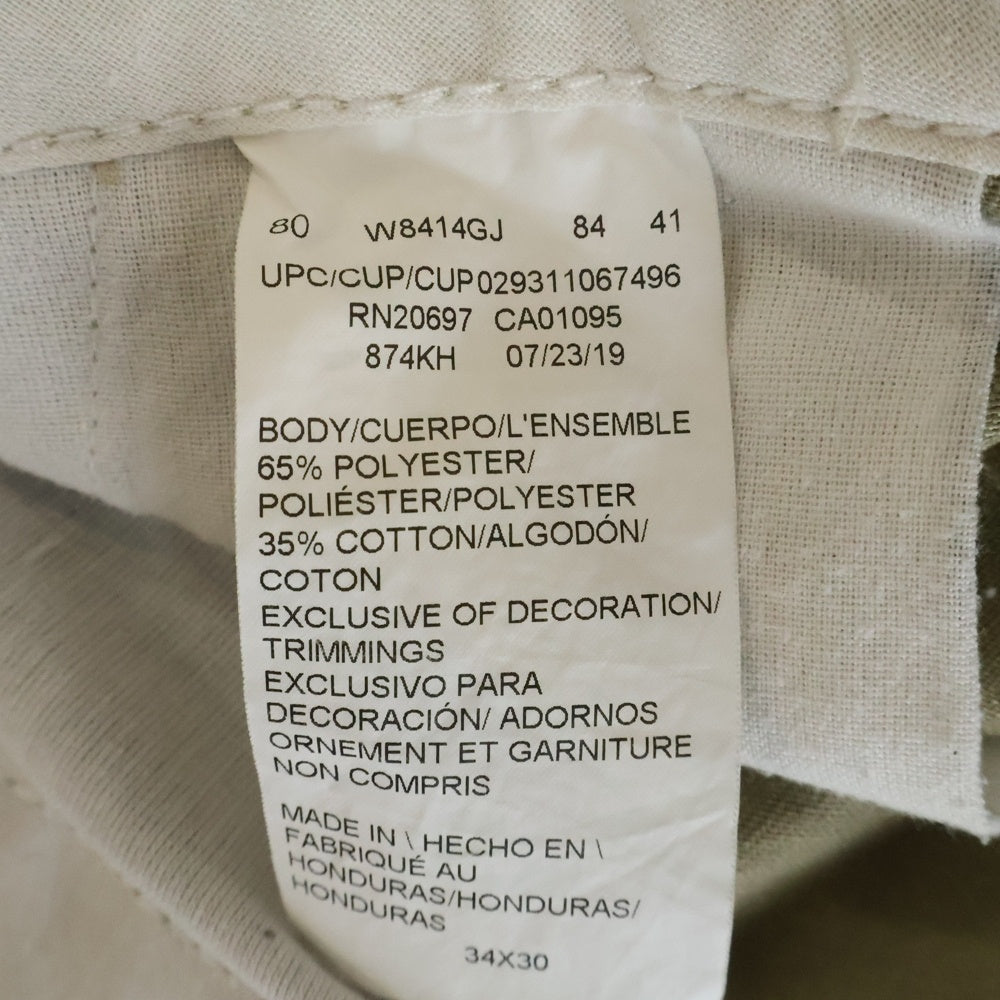 80 W8414GJ 84 41
UPC/CUP/CUP029311067496
RN20697 CA01095
874KH 07/23/19
BODY/CUERPO/L'ENSEMBLE
65% POLYESTER/
POLIÉSTER/POLYESTER
35% COTTON/ALGODÓN/
COTON
EXCLUSIVE OF DECORATION/
TRIMMINGS
EXCLUSIVO PARA
DECORACIÓN/ ADORNOS
ORNEMENT ET GARNITURE
NON COMPRIS
MADE IN \ HECHO EN \
FABRIQUÉ AU
HONDURAS/HONDURAS/
HONDURAS
34X30